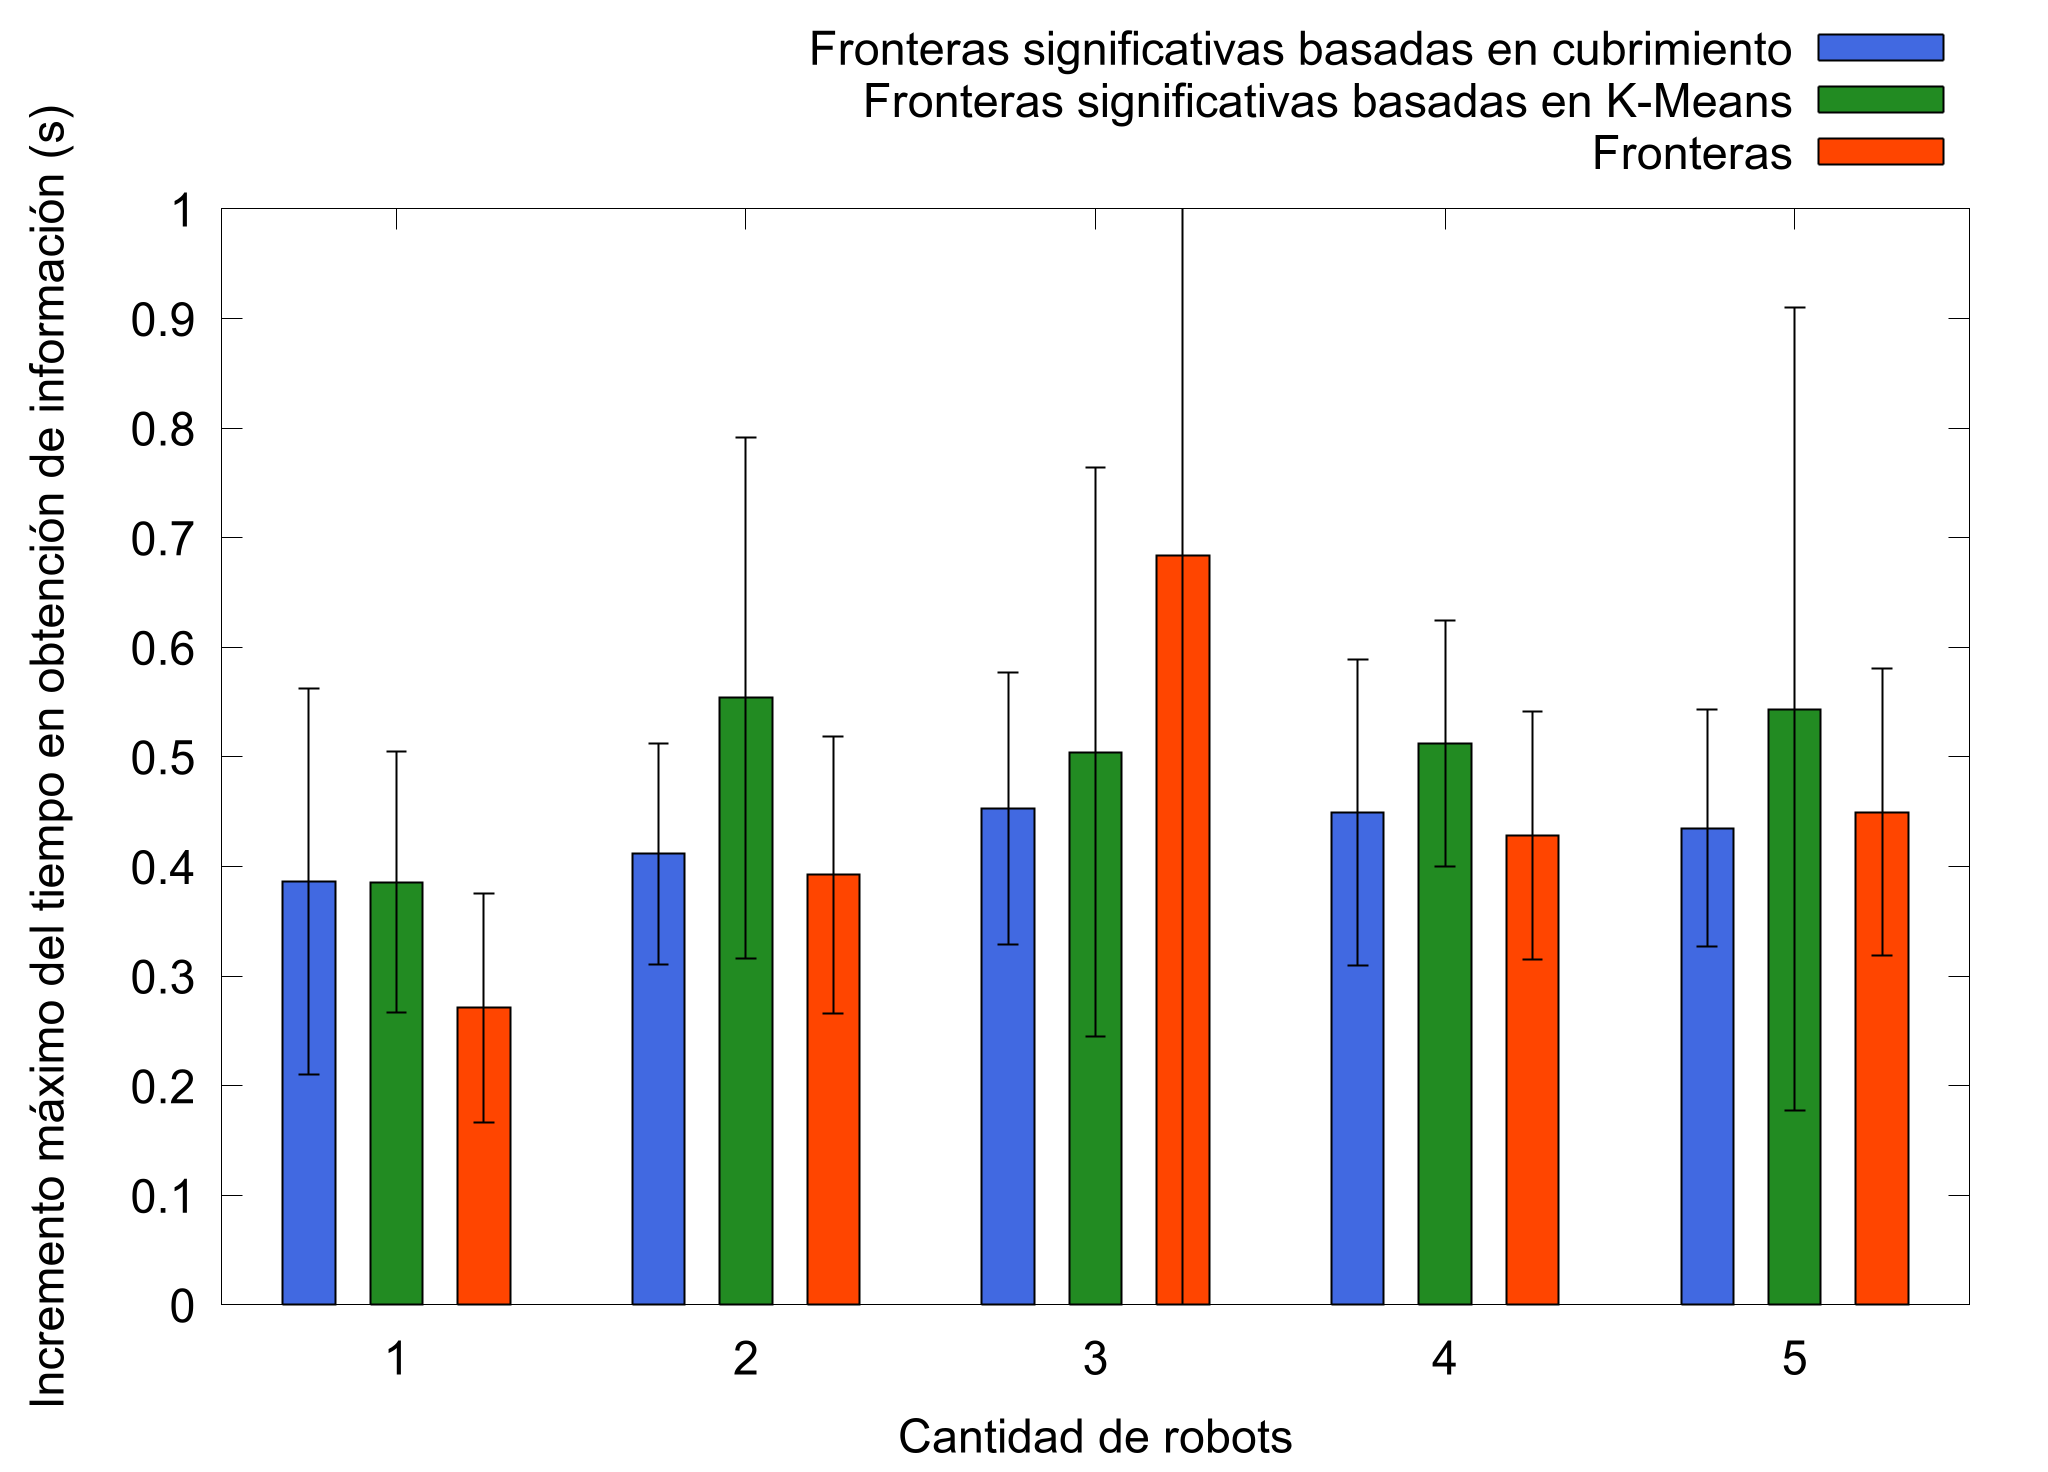 Fronteras significativas basadas en cubrimiento
Fronteras significativas basadas en K-Means
Fronteras
Incremento máximo del tiempo en obtención de información (s)
1
0.9
0.8
0.7
0.6
0.5
0.4
0.3
0.2
0.1
0
1 2 3 4 5
Cantidad de robots